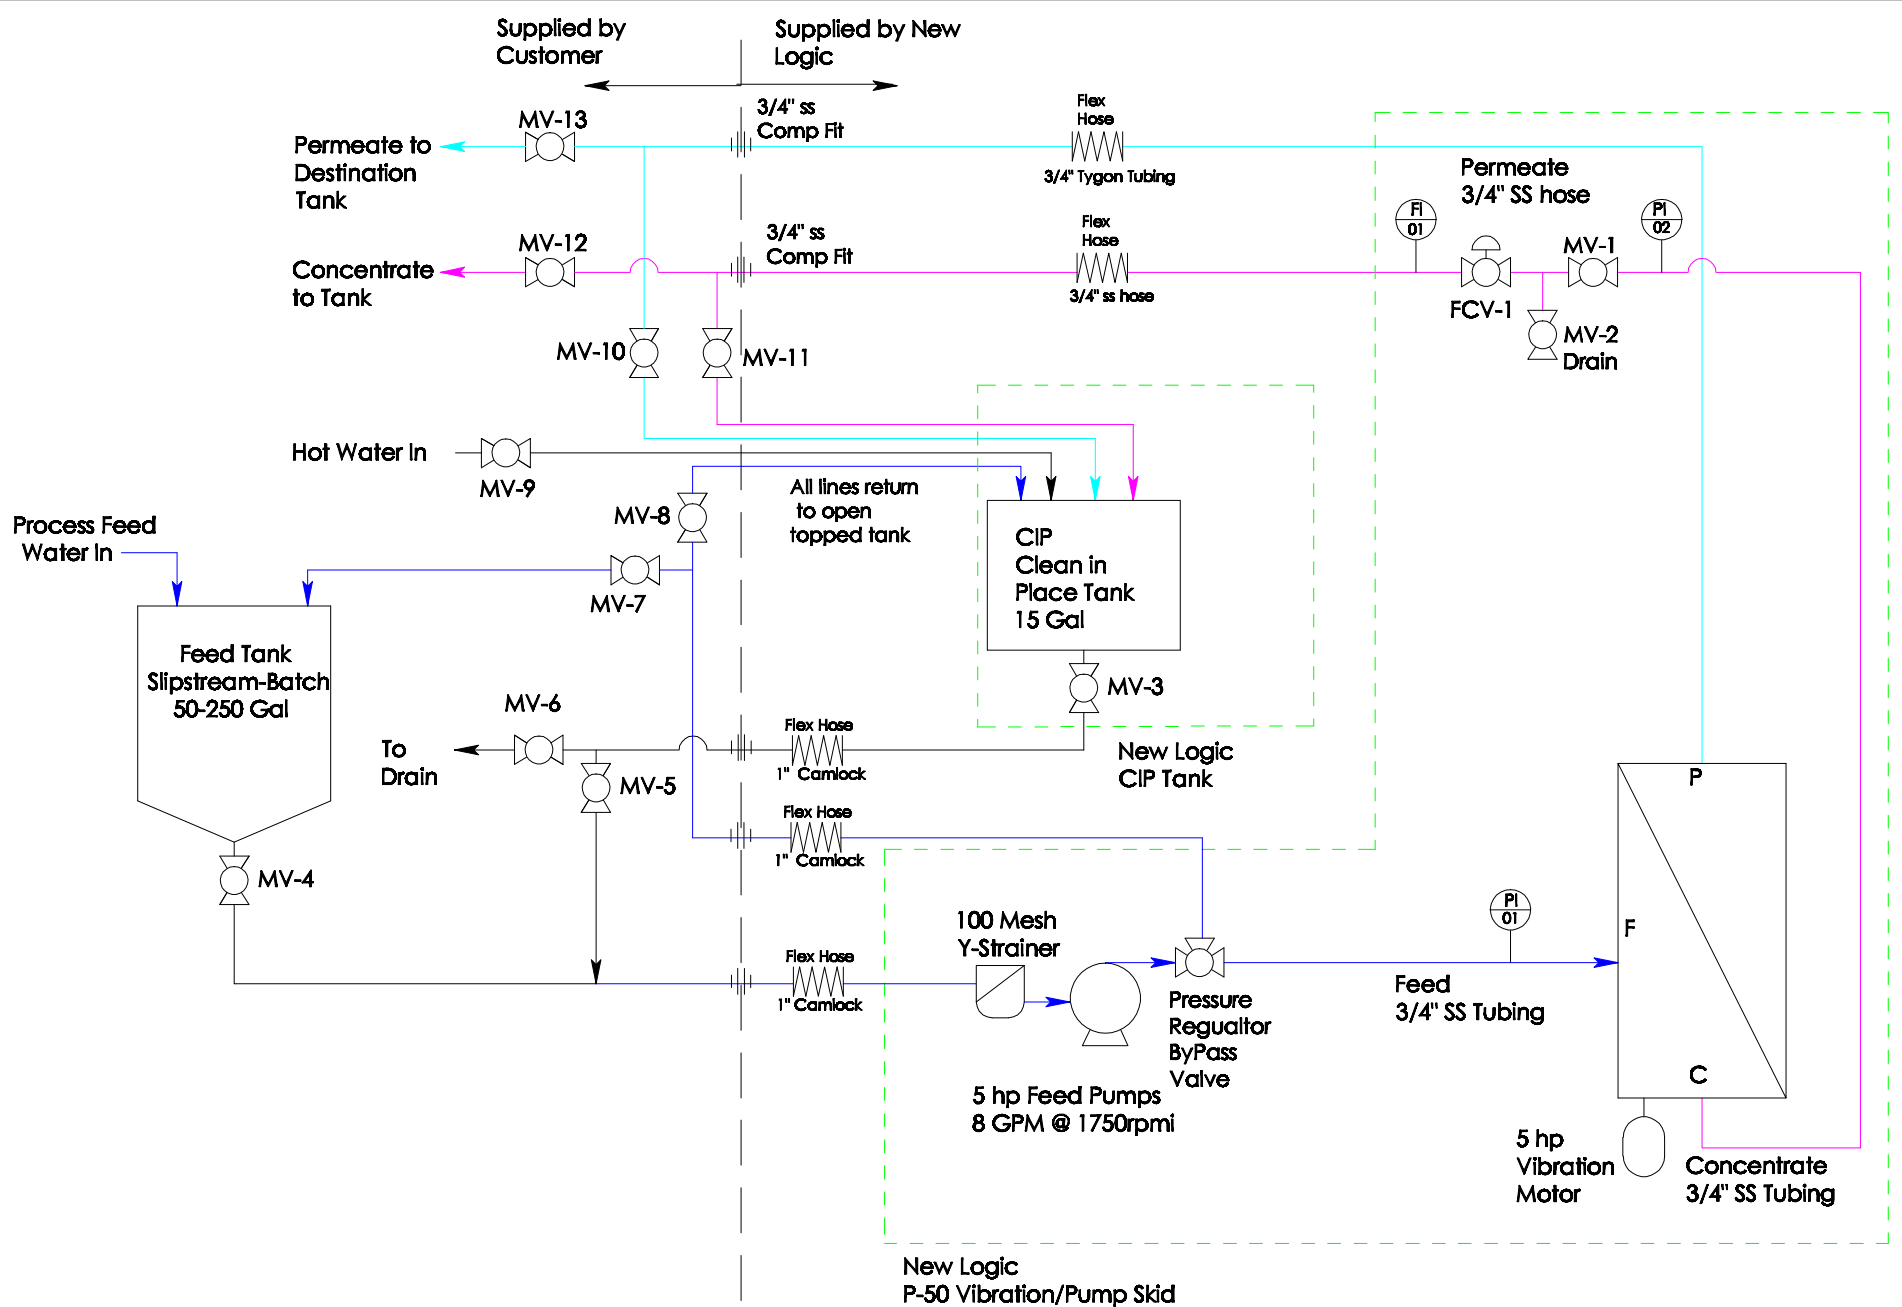 Supplied by
Customer
Supplied by New
Logic
MV-13
3/4" ss
Comp Fit
Flex
Hose
3/4" Tygon Tubing
Permeate to
Destination
Tank
Permeate
3/4" SS hose
FI
01
PI
02
MV-12
3/4" ss
Comp Fit
Flex
Hose
3/4" ss hose
Concentrate
to Tank
MV-1
FCV-1
MV-2
Drain
MV-10
MV-11
Hot Water In
MV-9
All lines return
to open
topped tank
MV-8
Process Feed
Water In
MV-7
CIP
Clean in
Place Tank
15 Gal
Feed Tank
Slipstream-Batch
50-250 Gal
MV-3
MV-6
To
Drain
MV-5
Flex Hose
1" Camlock
New Logic
CIP Tank
Flex Hose
1" Camlock
MV-4
P
F
C
100 Mesh
Y-Strainer
PI
01
Flex Hose
1" Camlock
Pressure
Regualtor
ByPass
Valve
Feed
3/4" SS Tubing
5 hp Feed Pumps
8 GPM @ 1750rpmi
5 hp
Vibration
Motor
Concentrate
3/4" SS Tubing
New Logic
P-50 Vibration/Pump Skid